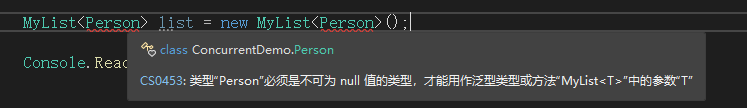 MyList<Person> list = new MyList<Person>();
class ConcurrentDemo.Person
Console.Read
CS0453: 类型“Person”必须是不可为 null 值的类型，才能用作泛型类型或方法“MyList<T>”中的参数“T”